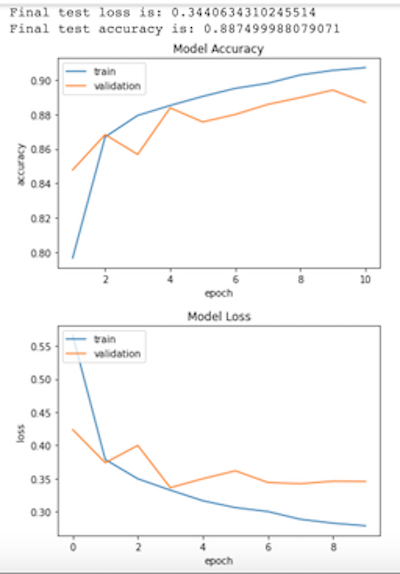 Final test loss is: 0.3440634310245514
Final test accuracy is: 0.887499988079071
Model Accuracy
train
validation
0.90
0.88
0.86
0.84
0.82
0.80
accuracy
2 4 6 8 10
epoch
Model Loss
train
validation
0.55
0.50
0.45
0.40
0.35
0.30
loss
0 2 4 6 8
epoch